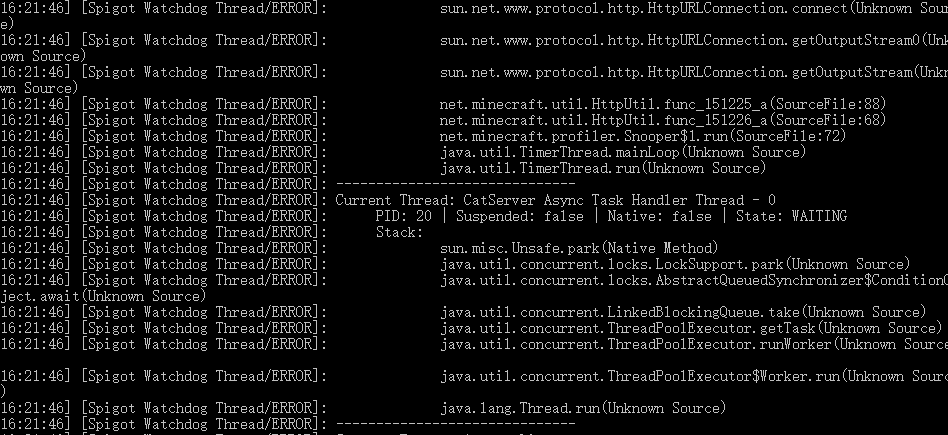 16:21:46] [Spigot Watchdog Thread/ERROR]: sun.net.www.protocol.http.HttpURLConnection.connect(Unknown Sour
e)
16:21:46] [Spigot Watchdog Thread/ERROR]: sun.net.www.protocol.http.HttpURLConnection.getOutputStream0(Unk
own Source)
16:21:46] [Spigot Watchdog Thread/ERROR]: sun.net.www.protocol.http.HttpURLConnection.getOutputStream(Unkn
wn Source)
16:21:46] [Spigot Watchdog Thread/ERROR]: net.minecraft.util.HttpUtil.func_151225_a(SourceFile:88)
16:21:46] [Spigot Watchdog Thread/ERROR]: net.minecraft.util.HttpUtil.func_151226_a(SourceFile:68)
16:21:46] [Spigot Watchdog Thread/ERROR]: net.minecraft.profiler.Snooper$1.run(SourceFile:72)
16:21:46] [Spigot Watchdog Thread/ERROR]: java.util.TimerThread.mainLoop(Unknown Source)
16:21:46] [Spigot Watchdog Thread/ERROR]: java.util.TimerThread.run(Unknown Source)
16:21:46] [Spigot Watchdog Thread/ERROR]: ------------------------------
16:21:46] [Spigot Watchdog Thread/ERROR]: Current Thread: CatServer Async Task Handler Thread - 0
16:21:46] [Spigot Watchdog Thread/ERROR]: PID: 20 | Suspended: false | Native: false | State: WAITING
16:21:46] [Spigot Watchdog Thread/ERROR]: Stack:
16:21:46] [Spigot Watchdog Thread/ERROR]: sun.misc.Unsafe.park(Native Method)
16:21:46] [Spigot Watchdog Thread/ERROR]: java.util.concurrent.locks.LockSupport.park(Unknown Source)
16:21:46] [Spigot Watchdog Thread/ERROR]: java.util.concurrent.locks.AbstractQueuedSynchronizer$ConditionO
ject.await(Unknown Source)
16:21:46] [Spigot Watchdog Thread/ERROR]: java.util.concurrent.LinkedBlockingQueue.take(Unknown Source)
16:21:46] [Spigot Watchdog Thread/ERROR]: java.util.concurrent.ThreadPoolExecutor.getTask(Unknown Source)
16:21:46] [Spigot Watchdog Thread/ERROR]: java.util.concurrent.ThreadPoolExecutor.runWorker(Unknown Source
16:21:46] [Spigot Watchdog Thread/ERROR]: java.util.concurrent.ThreadPoolExecutor$Worker.run(Unknown Sourc
)
16:21:46] [Spigot Watchdog Thread/ERROR]: java.lang.Thread.run(Unknown Source)
16:21:46] [Spigot Watchdog Thread/ERROR]: ------------------------------